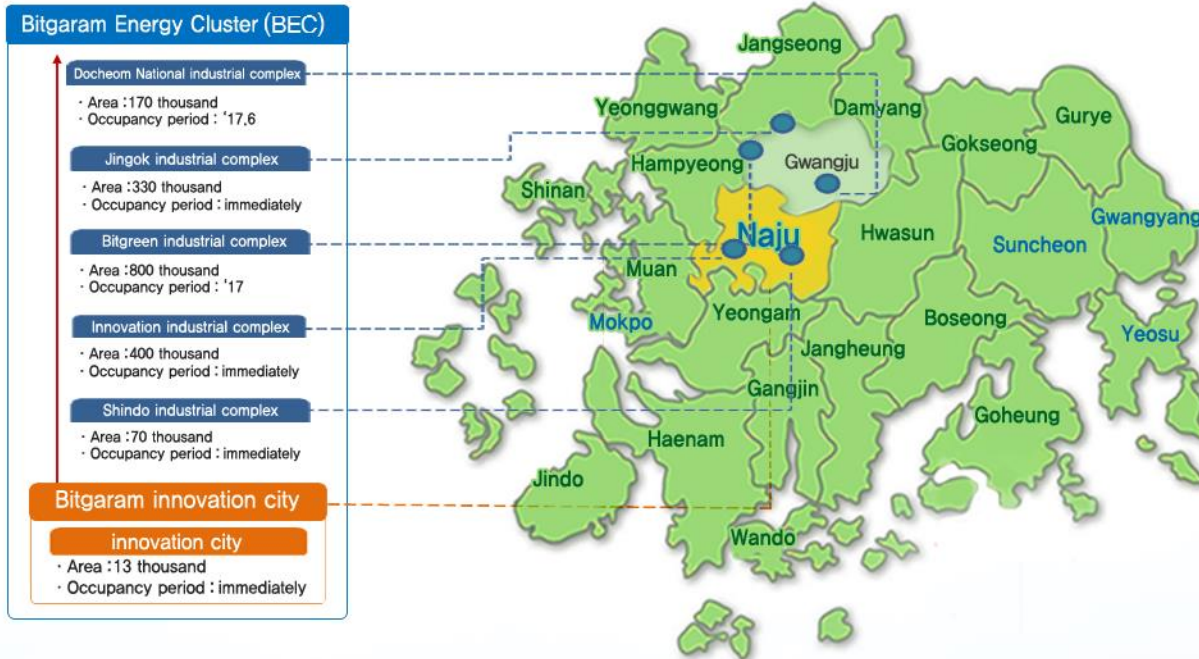 Bitgaram Energy Cluster (BEC)
Docheom National industrial complex
· Area :170 thousand
· Occupancy period : '17.6
Jingok industrial complex
· Area :330 thousand
· Occupancy period : immediately
Bitgreen industrial complex
· Area :800 thousand
· Occupancy period : '17
Innovation industrial complex
· Area :400 thousand
· Occupancy period : immediately
Shindo industrial complex
· Area :70 thousand
· Occupancy period : immediately
Bitgaram innovation city
innovation city
· Area :13 thousand
· Occupancy period : immediately
Jangseong
Yeonggwang
Damyang
Gurye
Gokseong
Hampyeong
Gwangju
Shinan
Gwangyang
Naju
Hwasun
Suncheon
Muan
Mokpo
Yeongam
Boseong
Yeosu
Jangheung
Gangjin
Goheung
Haenam
Jindo
Wando